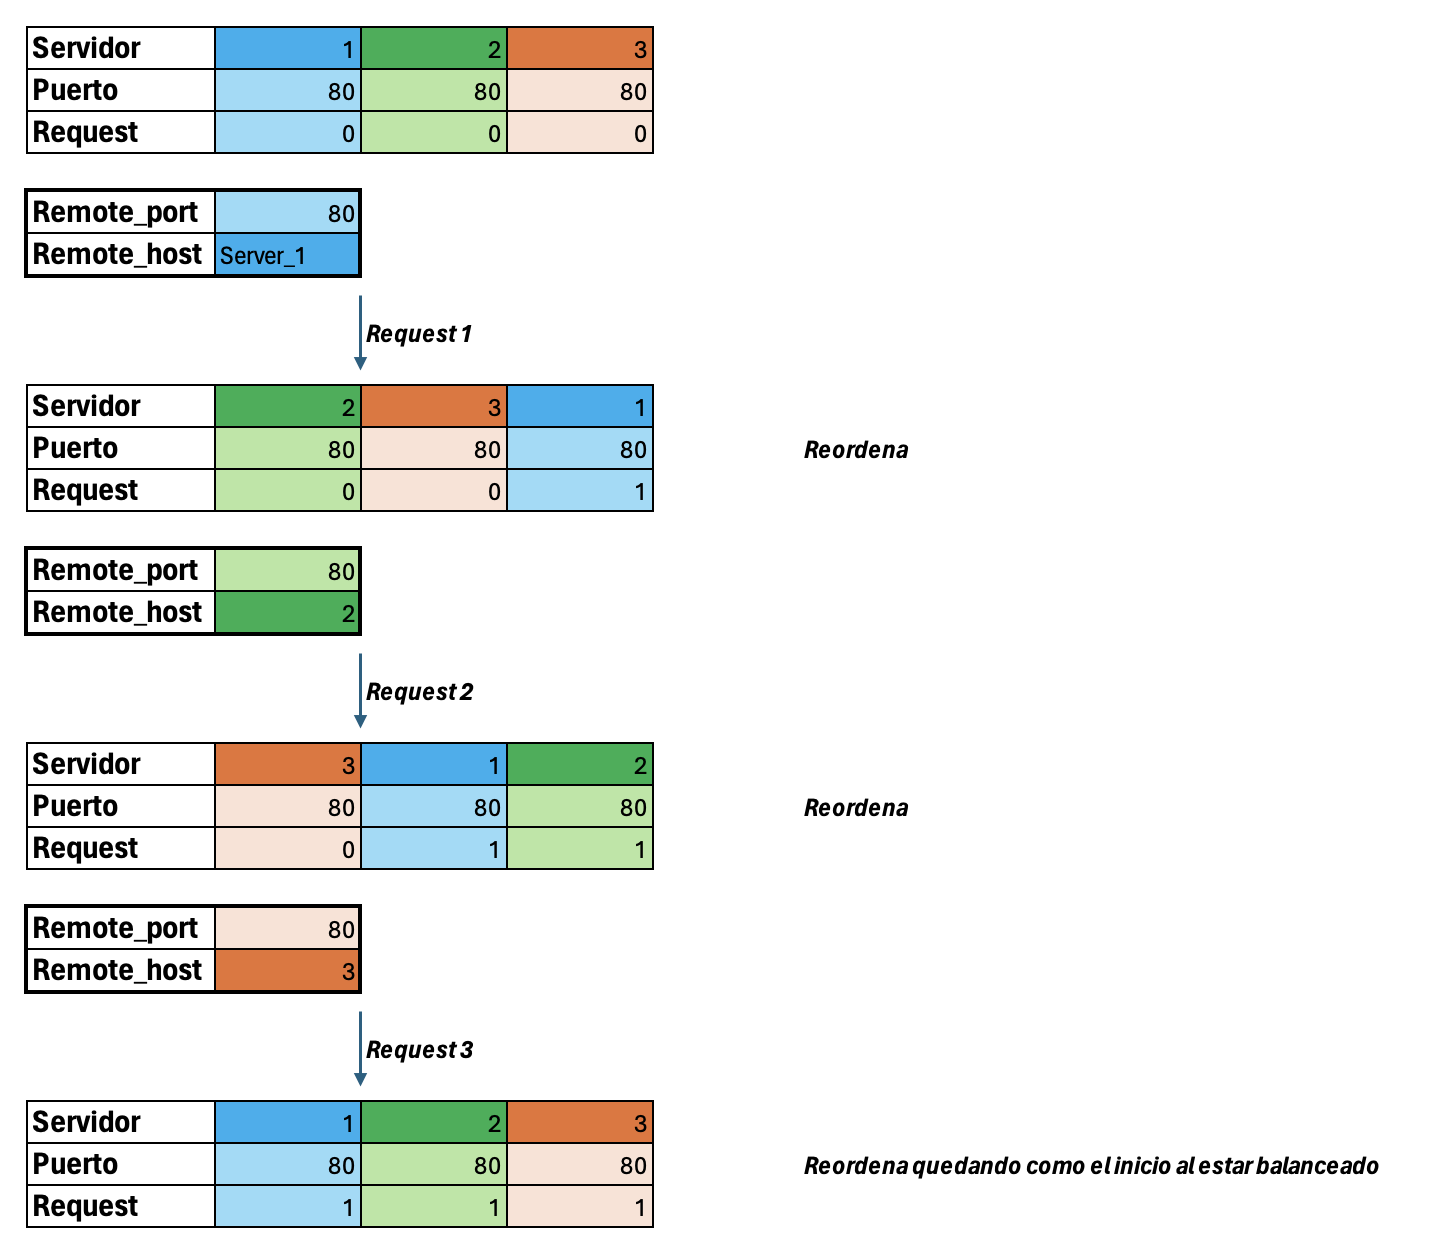 Servidor 1 2 3
Puerto 80 80 80
Request 0 0 0
Remote_port 80
Remote_host Server_1
Request 1
Servidor 2 3 1
Puerto 80 80 80 Reordena
Request 0 0 1
Remote_port 80
Remote_host 2
Request 2
Servidor 3 1 2
Puerto 80 80 80 Reordena
Request 0 1 1
Remote_port 80
Remote_host 3
Request 3
Servidor 1 2 3
Puerto 80 80 80 Reordena quedando como el inicio al estar balanceado
Request 1 1 1